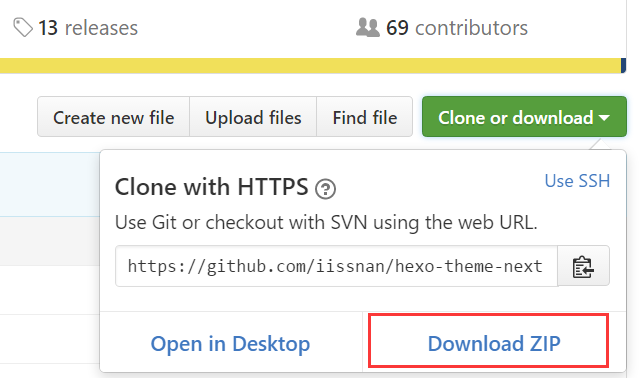 13 releases 69 contributors
Create new file Upload files Find file Clone or download
Clone with HTTPS ? Use SSH
Use Git or checkout with SVN using the web URL.
https://github.com/iissnan/hexo-theme-next
Open in Desktop Download ZIP